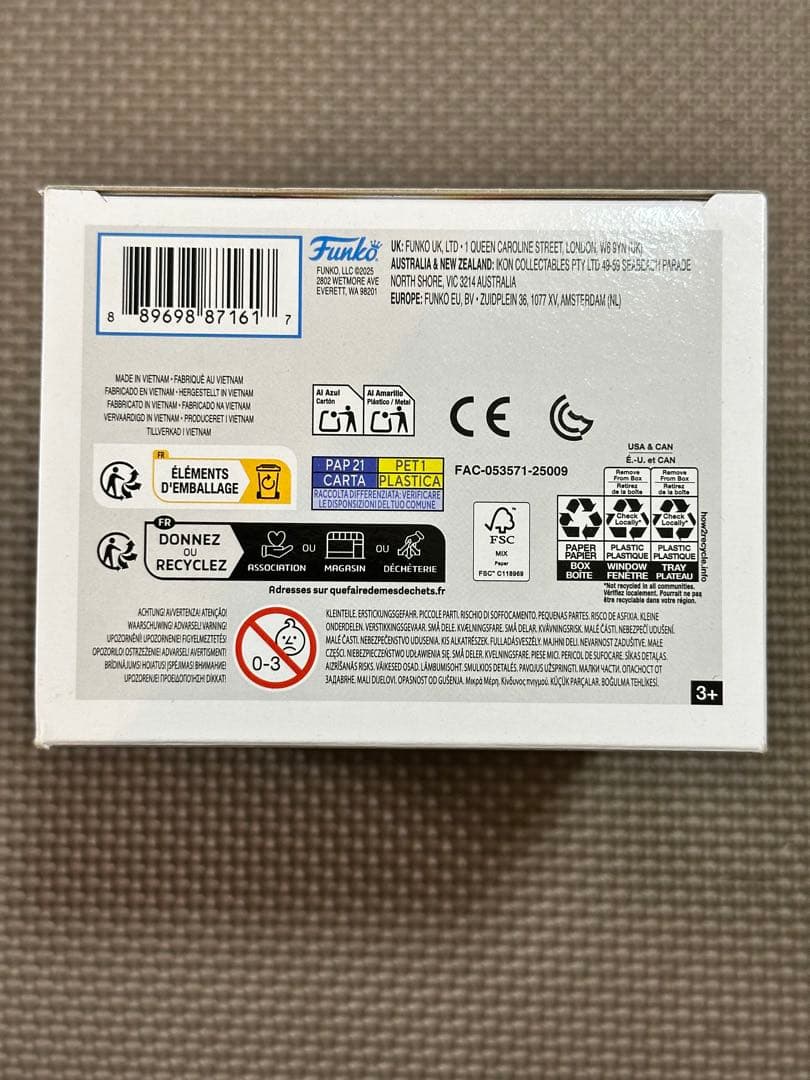 8 89698 87161 7
Funko
FUNKO, LLC ©2025
2802 WETMORE AVE
EVERETT, WA 98201
UK: FUNKO UK, LTD • 1 QUEEN CAROLINE STREET, LONDON, W6 9YN (UK)
AUSTRALIA & NEW ZEALAND: IKON COLLECTABLES PTY LTD 49-59 SEABEACH PARADE
NORTH SHORE, VIC 3214 AUSTRALIA
EUROPE: FUNKO EU, BV • ZUIDPLEIN 36, 1077 XV, AMSTERDAM (NL)
MADE IN VIETNAM • FABRIQUÉ AU VIETNAM
FABRICADO EN VIETNAM • HERGESTELLT IN VIETNAM
FABBRICATO IN VIETNAM • FABRICADO NA VIETNAM
VERVAARDIGD IN VIETNAM • PRODUCERET I VIETNAM
TILLVERKAD I VIETNAM
Al Azul
Cartón
Al Amarillo
Plástico / Metal
CE
FR
ÉLÉMENTS
D'EMBALLAGE
PAP 21
CARTA
PET 1
PLASTICA
RACCOLTA DIFFERENZIATA: VERIFICARE
LE DISPOSIZIONI DEL TUO COMUNE
FAC-053571-25009
FSC
MIX
Paper
FSC® C118969
USA & CAN
É.-U. et CAN
Remove
From Box
Retirez
de la boîte
Remove
From Box
Retirez
de la boîte
Check
Locally*
Check
Locally*
PAPER
PAPIER
PLASTIC
PLASTIQUE
PLASTIC
PLASTIQUE
BOX
BOÎTE
WINDOW
FENÊTRE
TRAY
PLATEAU
*Not recycled in all communities.
Vérifiez localement. Pourrait ne pas
être recyclable dans votre région.
how2recycle.info
FR
DONNEZ
OU
RECYCLEZ
ASSOCIATION
OU
MAGASIN
OU
DÉCHÈTERIE
Adresses sur quefairedemesdechets.fr
ACHTUNG! AVVERTENZA! ATENÇÃO!
WAARSCHUWING! ADVARSEL! VARNING!
UPOZORNĚNÍ! UPOZORNENIE! FIGYELMEZTETÉS!
OPOZORILO! OSTRZEŻENIE! ADVARSEL! AVERTISMENT!
BRĪDINĀJUMS! HOIATUS! ĮSPĖJIMAS! ВНИМАНИЕ!
UPOZORENJE! ΠΡΟΕΙΔΟΠΟΙΗΣΗ! DİKKAT!
0-3
KLEINTEILE. ERSTICKUNGSGEFAHR. PICCOLE PARTI. RISCHIO DI SOFFOCAMENTO. PEQUENAS PARTES. RISCO DE ASFIXIA. KLEINE
ONDERDELEN. VERSTIKKINGSGEVAAR. SMÅ DELE. KVÆLNINGSFARE. SMÅ DELAR. KVÄVNINGSRISK. MALÉ ČÁSTI. NEBEZPEČÍ UDUŠENÍ.
MALÉ ČASTI. NEBEZPEČENSTVO UDUSENIA. KIS ALKATRÉSZEK. FULLADÁSVESZÉLY. MAJHNI DELI. NEVARNOST ZADUŠITVE. MAŁE
CZĘŚCI. NIEBEZPIECZEŃSTWO UDŁAWIENIA SIĘ. SMÅ DELER. KVELNINGSFARE. PIESE MICI. PERICOL DE SUFOCARE. SĪKAS DETAĻAS.
AIZRĪŠANĀS RISKS. VÄIKESED OSAD. LÄMBUMISOHT. SMULKIOS DETALĖS. PAVOJUS UŽSPRINGTI. МАЛКИ ЧАСТИ. ОПАСНОСТ ОТ
ЗАДАВЯНЕ. MALI DIJELOVI. OPASNOST OD GUŠENJA. Μικρά Μέρη. Κίνδυνος πνιγμού. KÜÇÜK PARÇALAR. BOĞULMA TEHLİKESİ.
3+